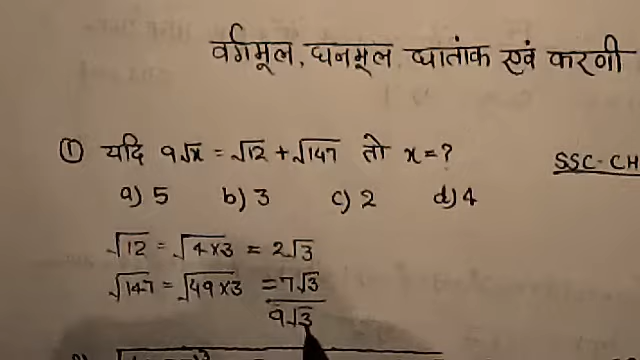 वर्गमूल, घनमूल घातांक एवं करणी
① यदि 9√x = √12 + √147 तो x = ? SSC-CH
a) 5 b) 3 c) 2 d) 4
√12 = √4×3 = 2√3
√147 = √49×3 = 7√3
9√3